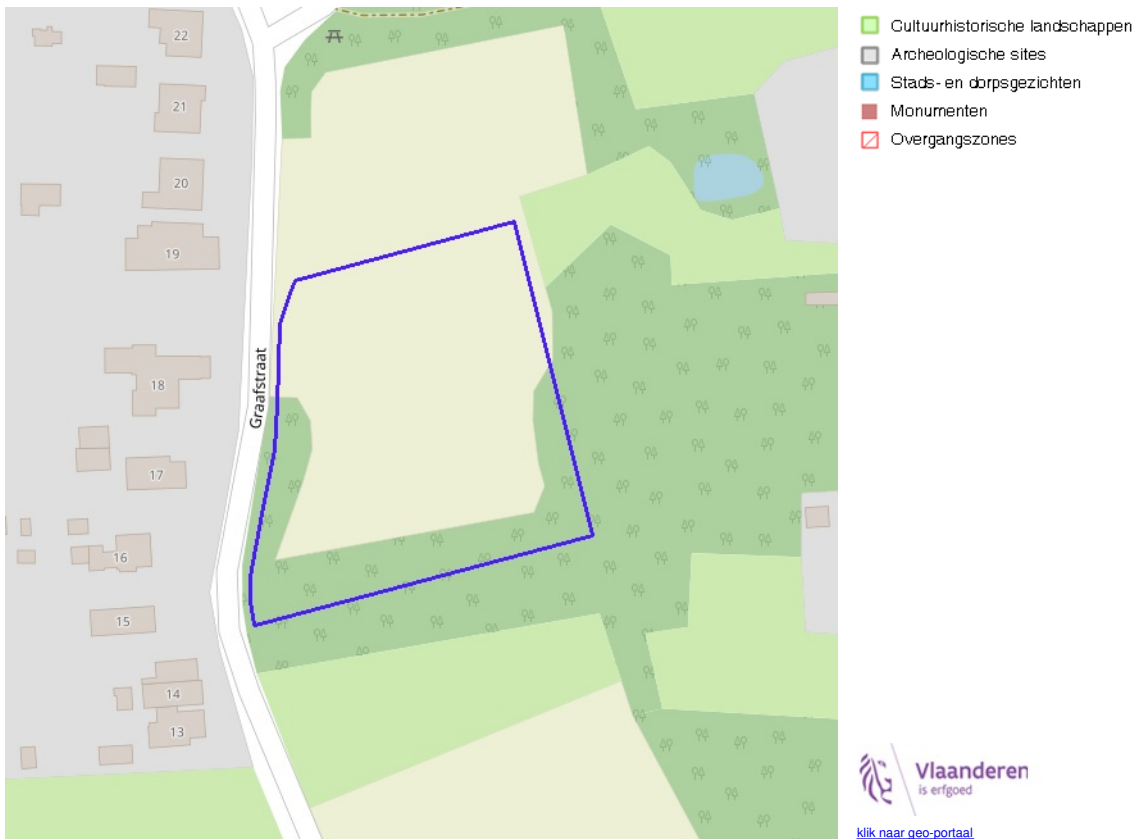 22
21
20
19
18
17
16
15
14
13
Graafstraat
Cultuurhistorische landschappen
Archeologische sites
Stads- en dorpsgezichten
Monumenten
Overgangszones
Vlaanderen
is erfgoed
klik naar geo-portaal